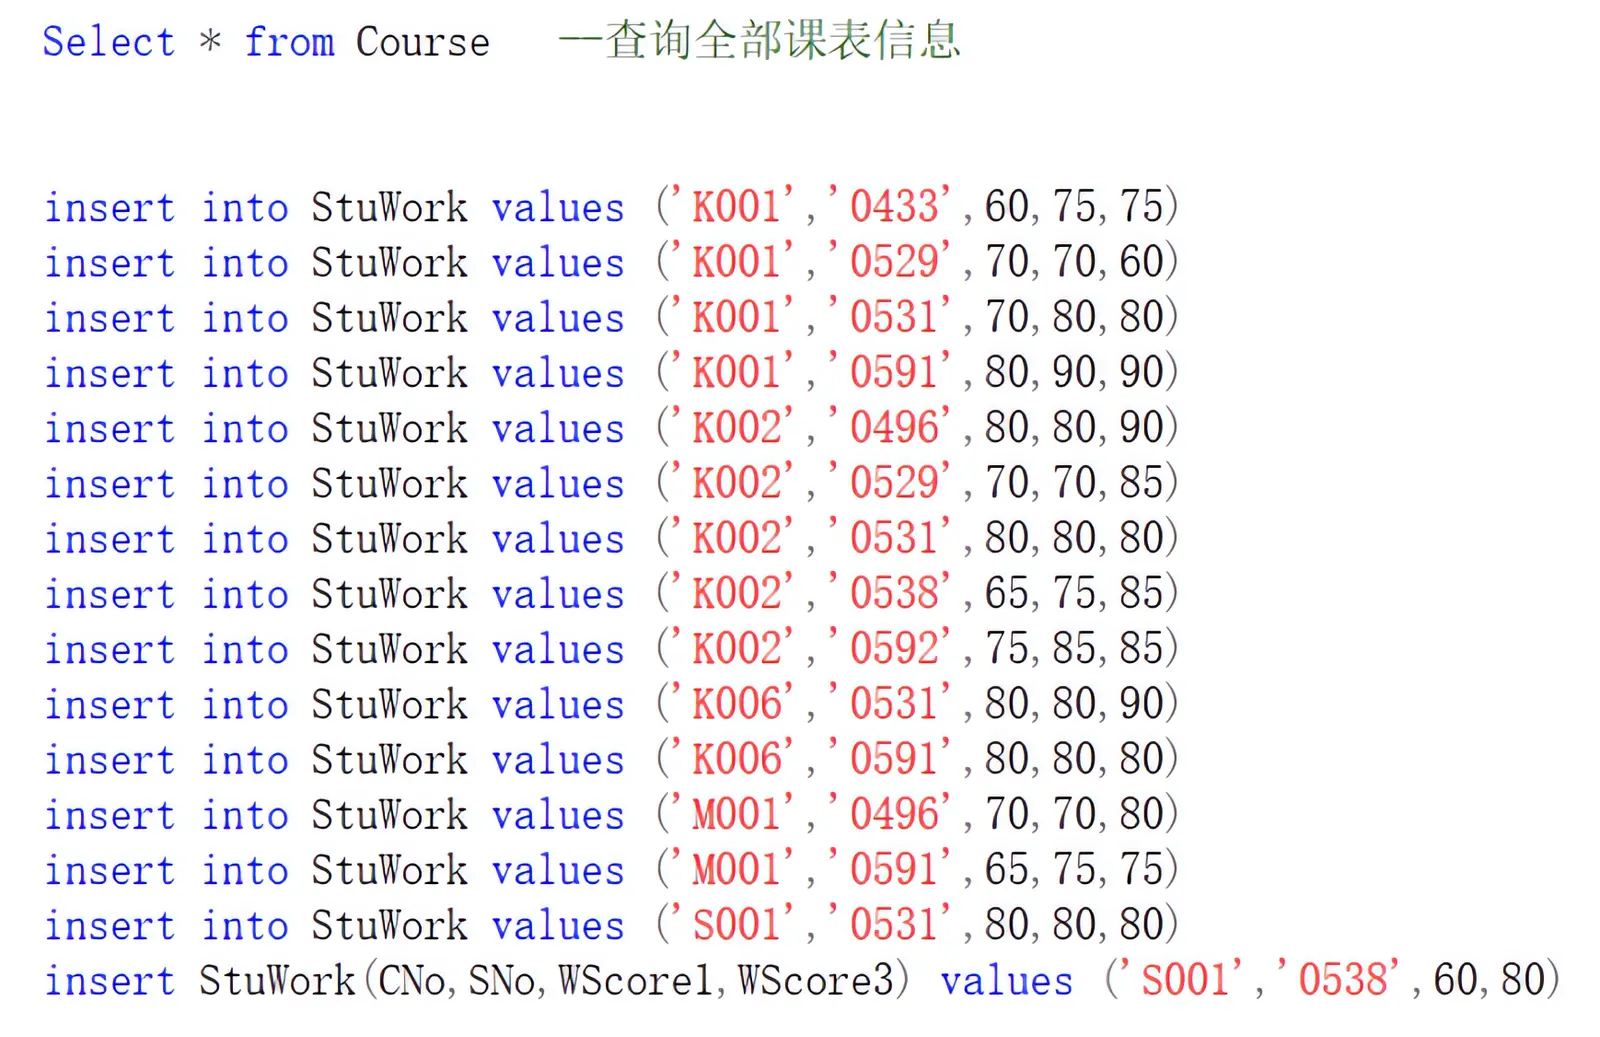 Select * from Course   --查询全部课表信息
insert into StuWork values ('K001','0433',60,75,75)
insert into StuWork values ('K001','0529',70,70,60)
insert into StuWork values ('K001','0531',70,80,80)
insert into StuWork values ('K001','0591',80,90,90)
insert into StuWork values ('K002','0496',80,80,90)
insert into StuWork values ('K002','0529',70,70,85)
insert into StuWork values ('K002','0531',80,80,80)
insert into StuWork values ('K002','0538',65,75,85)
insert into StuWork values ('K002','0592',75,85,85)
insert into StuWork values ('K006','0531',80,80,90)
insert into StuWork values ('K006','0591',80,80,80)
insert into StuWork values ('M001','0496',70,70,80)
insert into StuWork values ('M001','0591',65,75,75)
insert into StuWork values ('S001','0531',80,80,80)
insert StuWork(CNo,SNo,WScore1,WScore3) values ('S001','0538',60,80)